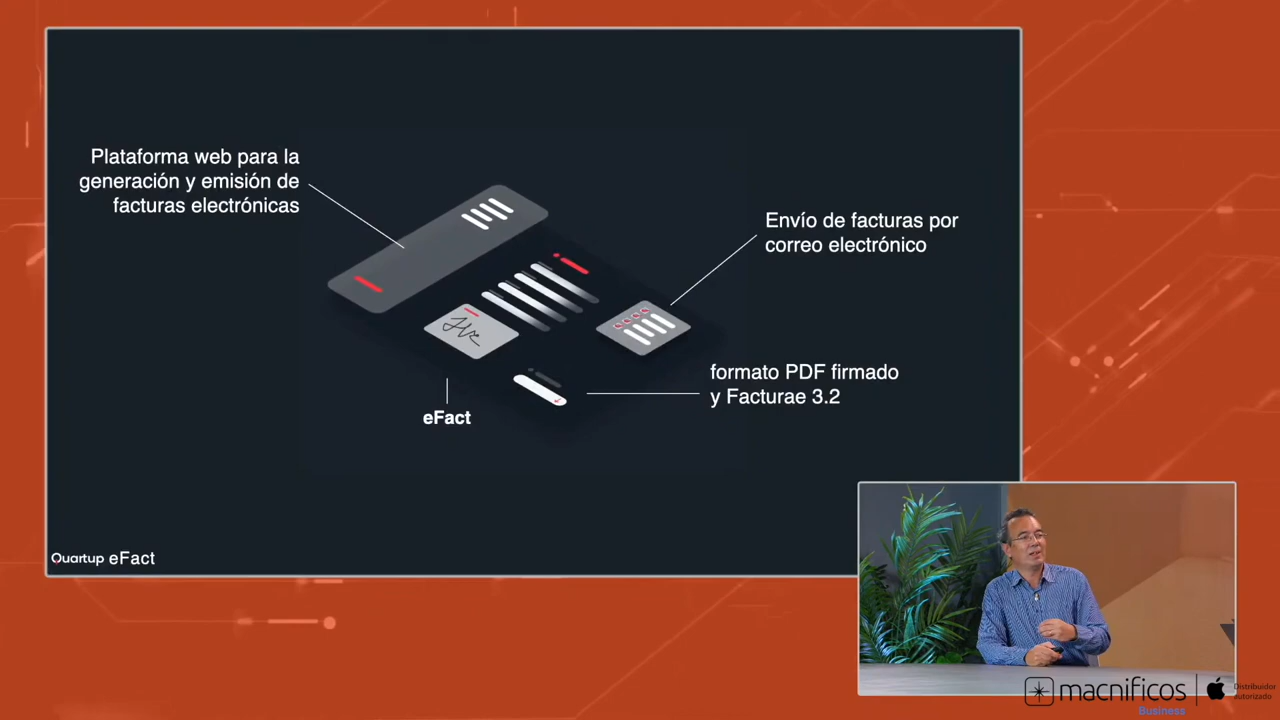 Plataforma web para la
generación y emisión de
facturas electrónicas
Envío de facturas por
correo electrónico
formato PDF firmado
y Facturae 3.2
eFact
Quartup eFact
macnificos
Business
Distribuidor
autorizado